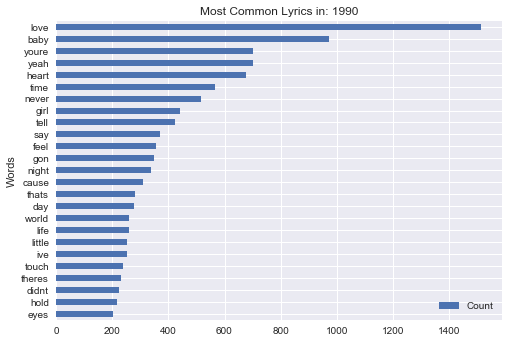 Most Common Lyrics in: 1990
love
baby
youre
yeah
heart
time
never
girl
tell
say
feel
gon
night
cause
thats
day
world
life
little
ive
touch
theres
didnt
hold
eyes
Words
Count
0 200 400 600 800 1000 1200 1400